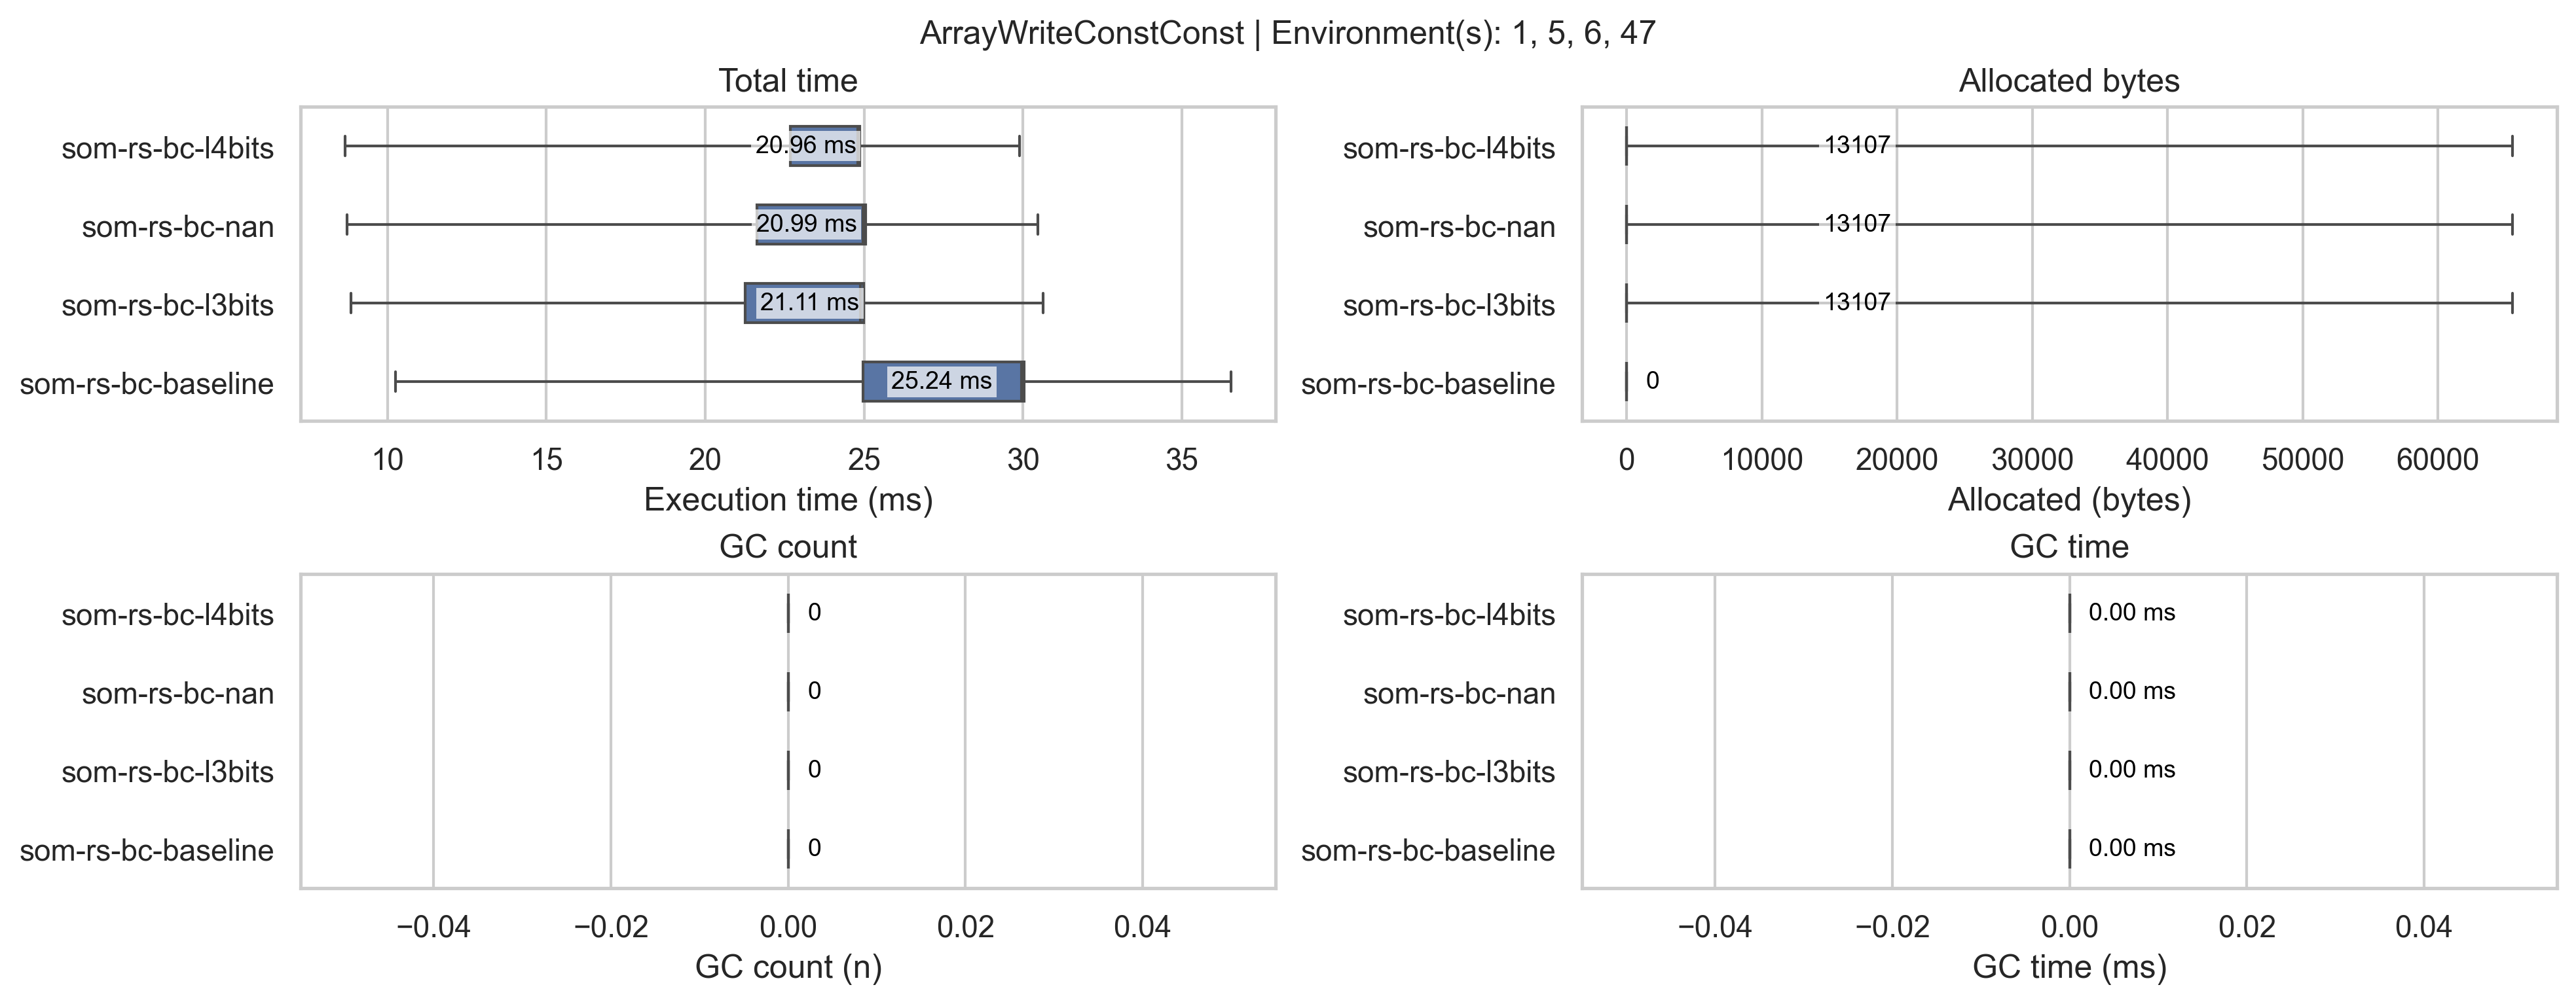 ArrayWriteConstConst | Environment(s): 1, 5, 6, 47
Total time
som-rs-bc-l4bits
20.96 ms
som-rs-bc-nan
20.99 ms
som-rs-bc-l3bits
21.11 ms
som-rs-bc-baseline
25.24 ms
10 15 20 25 30 35
Execution time (ms)
Allocated bytes
som-rs-bc-l4bits
13107
som-rs-bc-nan
13107
som-rs-bc-l3bits
13107
som-rs-bc-baseline
0
0 10000 20000 30000 40000 50000 60000
Allocated (bytes)
GC count
som-rs-bc-l4bits
0
som-rs-bc-nan
0
som-rs-bc-l3bits
0
som-rs-bc-baseline
0
−0.04 −0.02 0.00 0.02 0.04
GC count (n)
GC time
som-rs-bc-l4bits
0.00 ms
som-rs-bc-nan
0.00 ms
som-rs-bc-l3bits
0.00 ms
som-rs-bc-baseline
0.00 ms
−0.04 −0.02 0.00 0.02 0.04
GC time (ms)